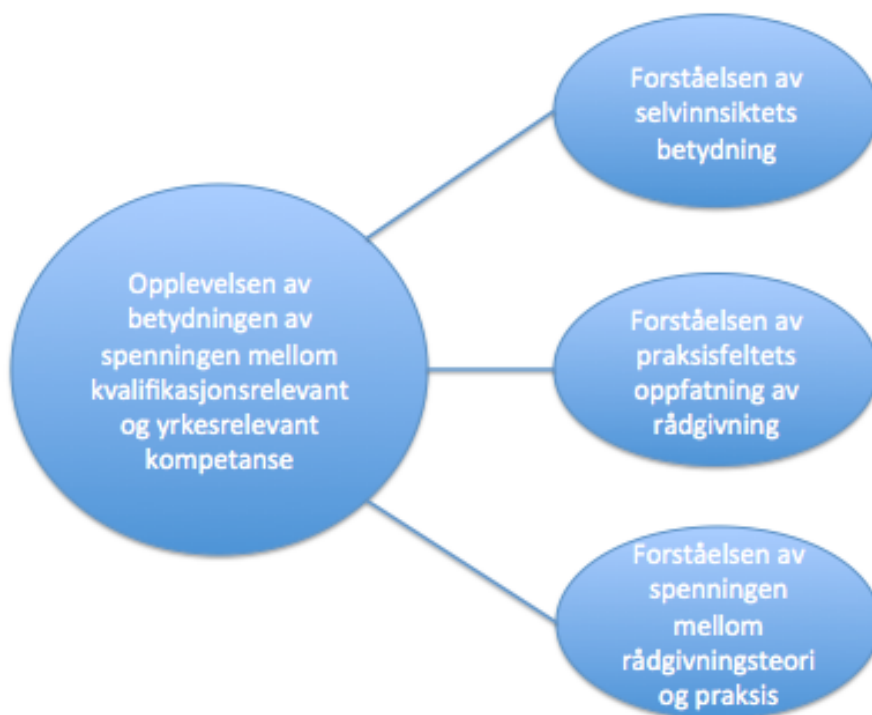 Opplevelsen av
betydningen av
spenningen mellom
kvalifikasjonsrelevant
og yrkesrelevant
kompetanse
Forståelsen av
selvinnsiktets
betydning
Forståelsen av
praksisfeltets
oppfatning av
rådgivning
Forståelsen av
spenningen
mellom
rådgivningsteori
og praksis